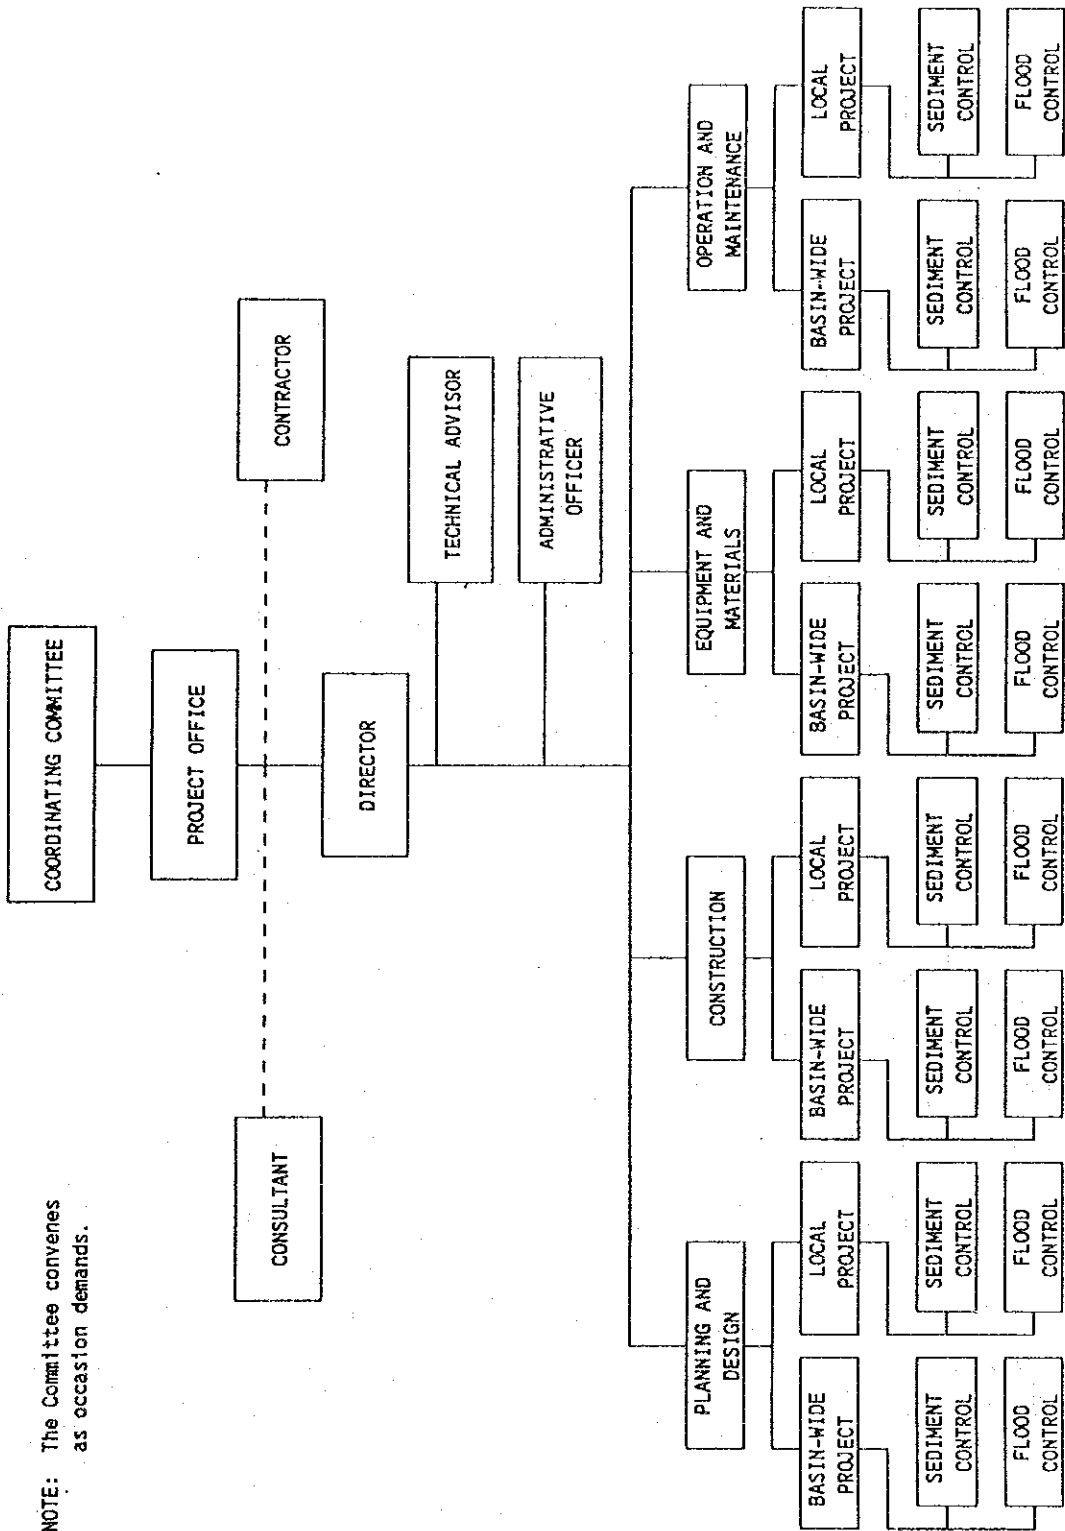 NOTE: The Committee convenes
as occasion demands.
COORDINATING COMMITTEE
PROJECT OFFICE
CONSULTANT
CONTRACTOR
DIRECTOR
TECHNICAL ADVISOR
ADMINISTRATIVE
OFFICER
PLANNING AND
DESIGN
CONSTRUCTION
EQUIPMENT AND
MATERIALS
OPERATION AND
MAINTENANCE
BASIN-WIDE
PROJECT
LOCAL
PROJECT
BASIN-WIDE
PROJECT
LOCAL
PROJECT
BASIN-WIDE
PROJECT
LOCAL
PROJECT
BASIN-WIDE
PROJECT
LOCAL
PROJECT
SEDIMENT
CONTROL
SEDIMENT
CONTROL
SEDIMENT
CONTROL
SEDIMENT
CONTROL
SEDIMENT
CONTROL
SEDIMENT
CONTROL
SEDIMENT
CONTROL
SEDIMENT
CONTROL
FLOOD
CONTROL
FLOOD
CONTROL
FLOOD
CONTROL
FLOOD
CONTROL
FLOOD
CONTROL
FLOOD
CONTROL
FLOOD
CONTROL
FLOOD
CONTROL